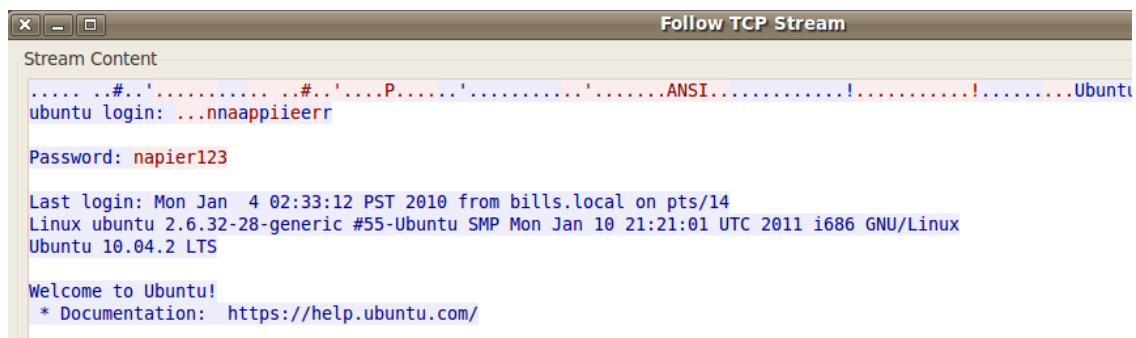 Follow TCP Stream
Stream Content
..... ..#..'........... ..#..'....P......'...........'.......ANSI............!...........!.........Ubuntu
ubuntu login: ...nnaappiieerr
Password: napier123
Last login: Mon Jan  4 02:33:12 PST 2010 from bills.local on pts/14
Linux ubuntu 2.6.32-28-generic #55-Ubuntu SMP Mon Jan 10 21:21:01 UTC 2011 i686 GNU/Linux
Ubuntu 10.04.2 LTS
Welcome to Ubuntu!
 * Documentation:  https://help.ubuntu.com/